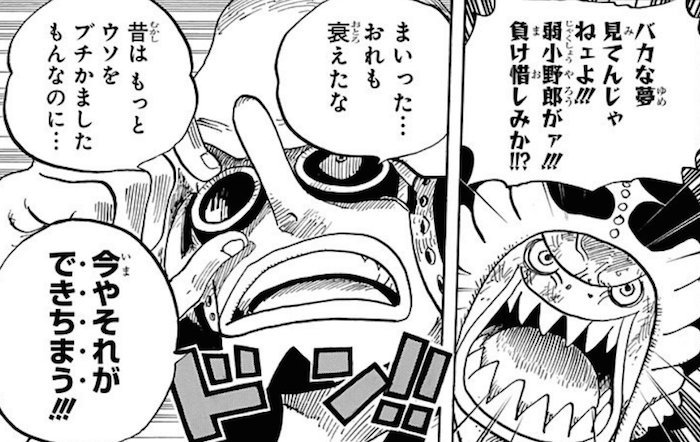 バカな夢
見てんじゃ
ねェよ!!!
弱小野郎がァ!!!
負け惜しみか!!?
まいった…
おれも
衰えたな
昔は もっと
ウソを
ブチかました
もんなのに…
今やそれが
できちまう!!!
ドン!!